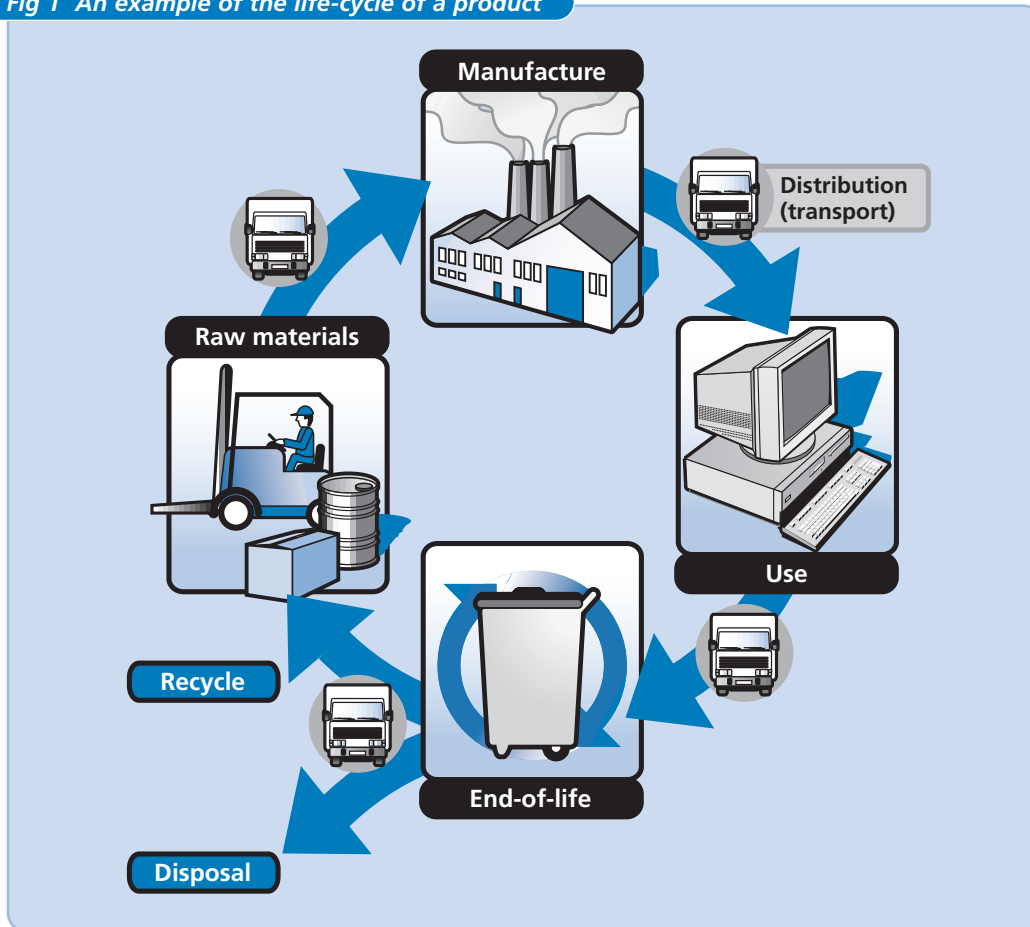 Fig 1 An example of the life-cycle of a product
Manufacture
Distribution
(transport)
Raw materials
Use
Recycle
End-of-life
Disposal